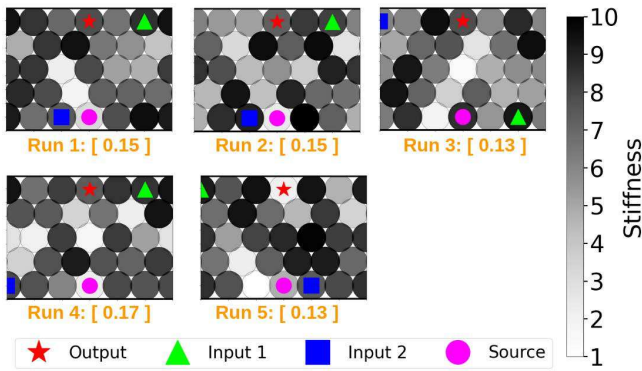 Run 1: [ 0.15 ]
Run 2: [ 0.15 ]
Run 3: [ 0.13 ]
Run 4: [ 0.17 ]
Run 5: [ 0.13 ]
10
9
8
7
6
5
4
3
2
1
Stiffness
Output
Input 1
Input 2
Source